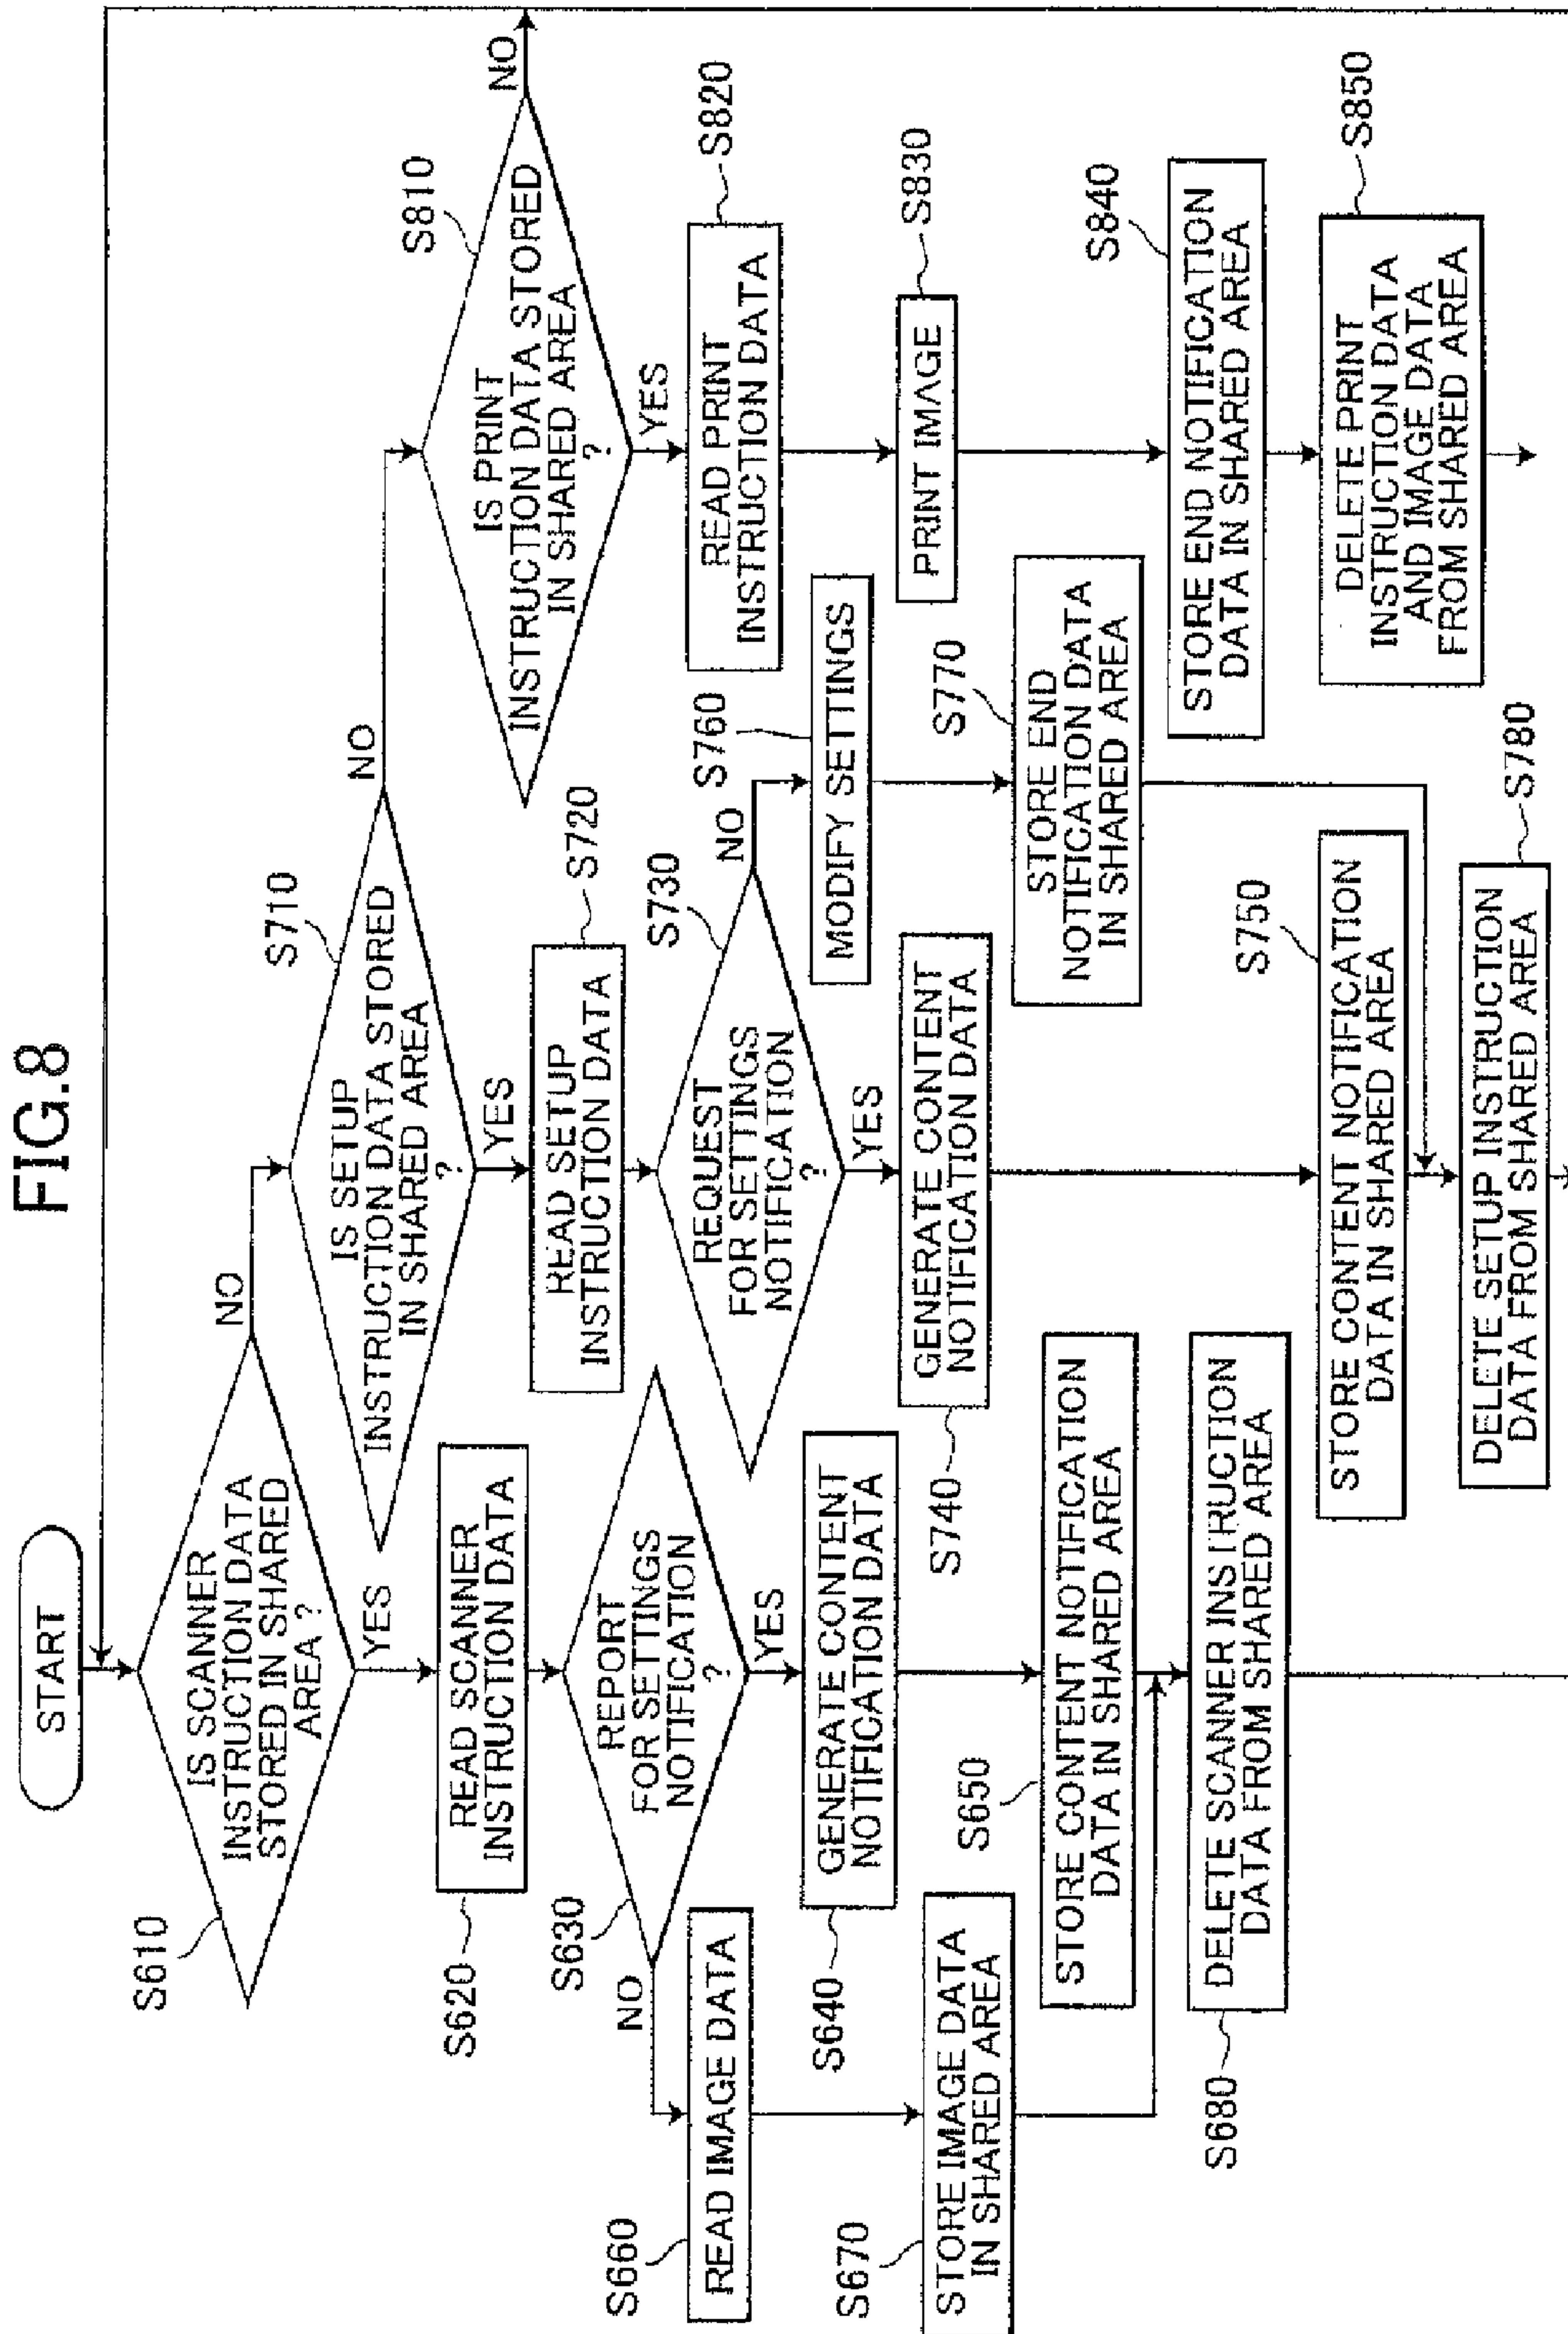 FIG.8
START
S610
IS SCANNER
INSTRUCTION DATA
STORED IN SHARED
AREA ?
NO
YES
S620
READ SCANNER
INSTRUCTION DATA
S630
REPORT
FOR SETTINGS
NOTIFICATION
?
NO
YES
S660
READ IMAGE DATA
S670
STORE IMAGE DATA
IN SHARED AREA
S640
GENERATE CONTENT
NOTIFICATION DATA
S650
STORE CONTENT NOTIFICATION
DATA IN SHARED AREA
S680
DELETE SCANNER INSTRUCTION
DATA FROM SHARED AREA
S710
IS SETUP
INSTRUCTION DATA STORED
IN SHARED AREA
?
NO
YES
S720
READ SETUP
INSTRUCTION DATA
S730
REQUEST
FOR SETTINGS
NOTIFICATION
?
NO
YES
S740
GENERATE CONTENT
NOTIFICATION DATA
S750
STORE CONTENT NOTIFICATION
DATA IN SHARED AREA
S760
MODIFY SETTINGS
S770
STORE END
NOTIFICATION DATA
IN SHARED AREA
S780
DELETE SETUP INSTRUCTION
DATA FROM SHARED AREA
S810
IS PRINT
INSTRUCTION DATA STORED
IN SHARED AREA
?
NO
YES
S820
READ PRINT
INSTRUCTION DATA
S830
PRINT IMAGE
S840
STORE END NOTIFICATION
DATA IN SHARED AREA
S850
DELETE PRINT
INSTRUCTION DATA
AND IMAGE DATA
FROM SHARED AREA